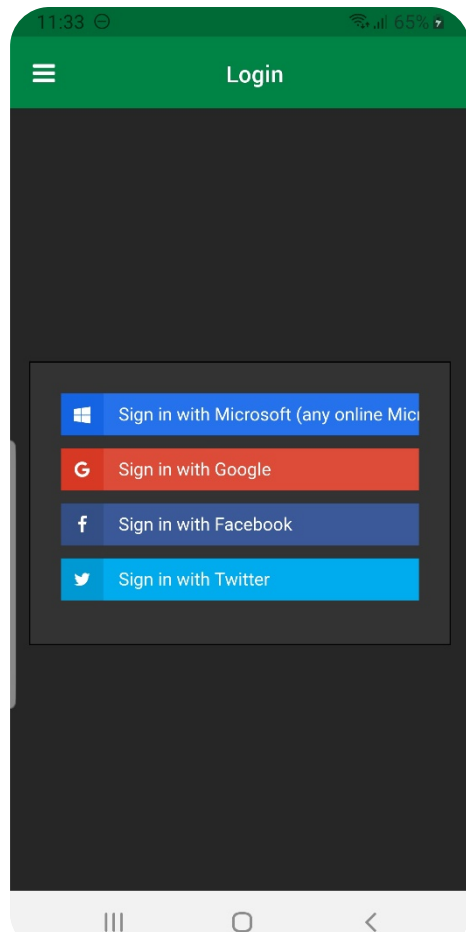 11:33
65%
Login
Sign in with Microsoft (any online Micr
Sign in with Google
Sign in with Facebook
Sign in with Twitter